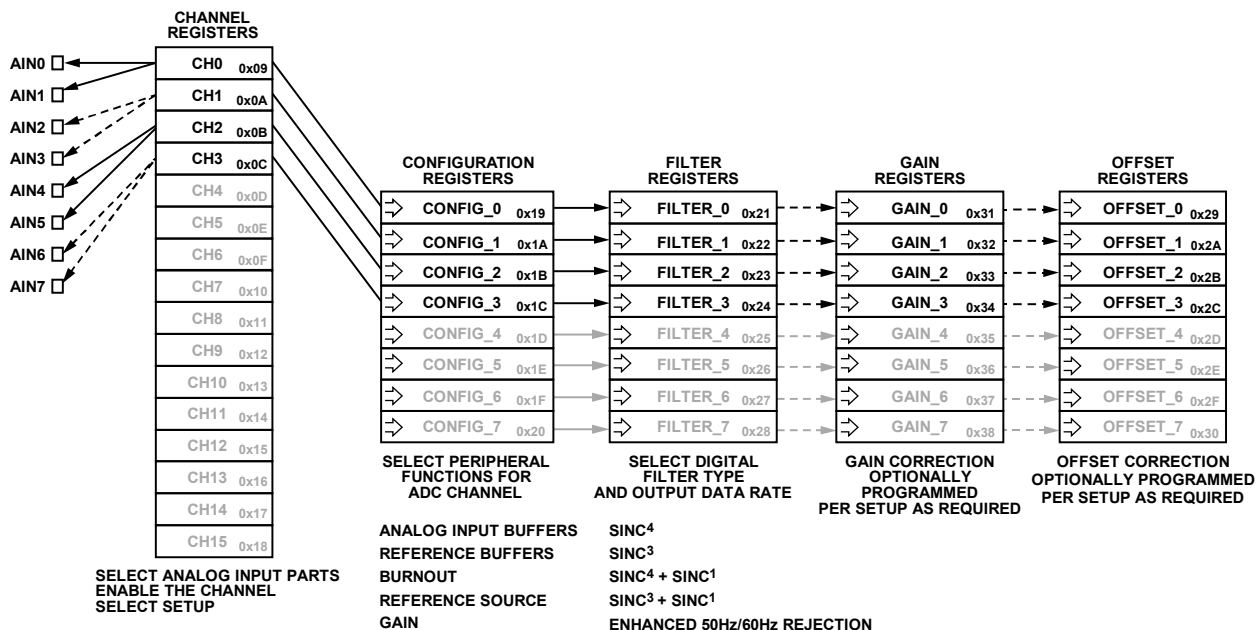 CHANNEL
REGISTERS
AIN0
AIN1
AIN2
AIN3
AIN4
AIN5
AIN6
AIN7
CH0 0x09
CH1 0x0A
CH2 0x0B
CH3 0x0C
CH4 0x0D
CH5 0x0E
CH6 0x0F
CH7 0x10
CH8 0x11
CH9 0x12
CH10 0x13
CH11 0x14
CH12 0x15
CH13 0x16
CH14 0x17
CH15 0x18
SELECT ANALOG INPUT PARTS
ENABLE THE CHANNEL
SELECT SETUP
CONFIGURATION
REGISTERS
CONFIG_0 0x19
CONFIG_1 0x1A
CONFIG_2 0x1B
CONFIG_3 0x1C
CONFIG_4 0x1D
CONFIG_5 0x1E
CONFIG_6 0x1F
CONFIG_7 0x20
SELECT PERIPHERAL
FUNCTIONS FOR
ADC CHANNEL
ANALOG INPUT BUFFERS
REFERENCE BUFFERS
BURNOUT
REFERENCE SOURCE
GAIN
FILTER
REGISTERS
FILTER_0 0x21
FILTER_1 0x22
FILTER_2 0x23
FILTER_3 0x24
FILTER_4 0x25
FILTER_5 0x26
FILTER_6 0x27
FILTER_7 0x28
SELECT DIGITAL
FILTER TYPE
AND OUTPUT DATA RATE
SINC4
SINC3
SINC4 + SINC1
SINC3 + SINC1
ENHANCED 50Hz/60Hz REJECTION
GAIN
REGISTERS
GAIN_0 0x31
GAIN_1 0x32
GAIN_2 0x33
GAIN_3 0x34
GAIN_4 0x35
GAIN_5 0x36
GAIN_6 0x37
GAIN_7 0x38
GAIN CORRECTION
OPTIONALLY
PROGRAMMED
PER SETUP AS REQUIRED
OFFSET
REGISTERS
OFFSET_0 0x29
OFFSET_1 0x2A
OFFSET_2 0x2B
OFFSET_3 0x2C
OFFSET_4 0x2D
OFFSET_5 0x2E
OFFSET_6 0x2F
OFFSET_7 0x30
OFFSET CORRECTION
OPTIONALLY PROGRAMMED
PER SETUP AS REQUIRED